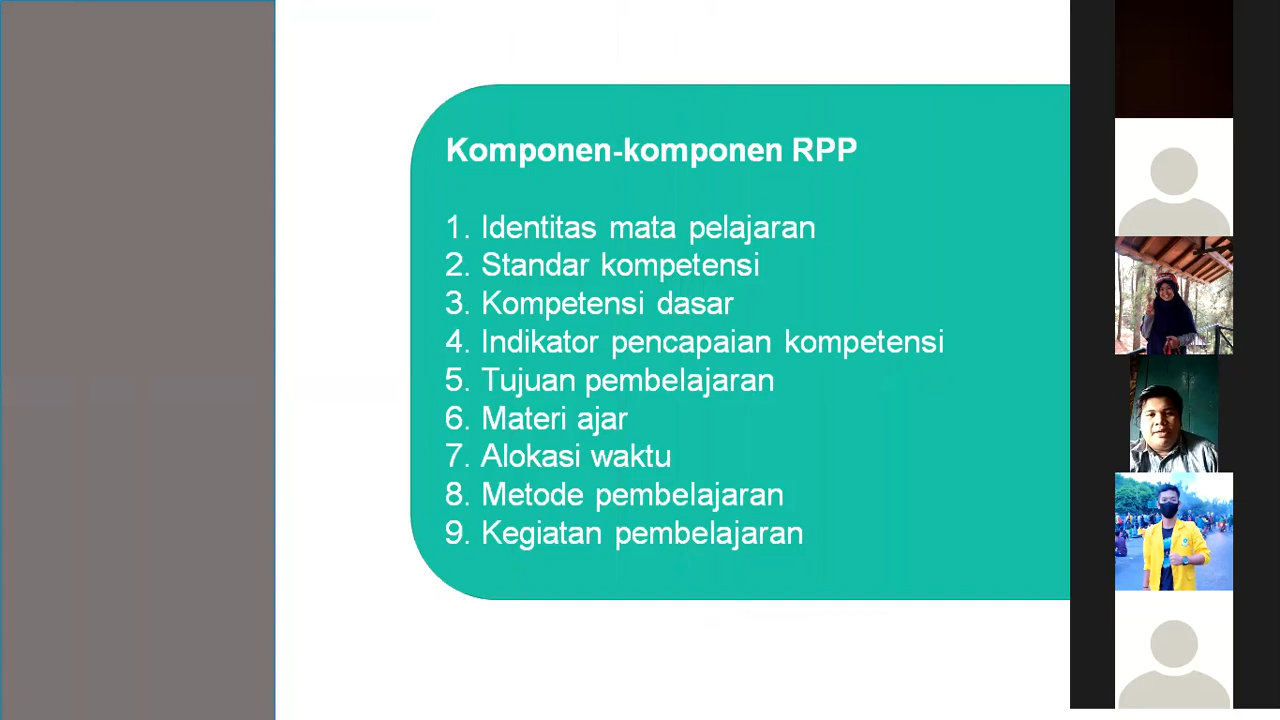 Komponen-komponen RPP
1. Identitas mata pelajaran
2. Standar kompetensi
3. Kompetensi dasar
4. Indikator pencapaian kompetensi
5. Tujuan pembelajaran
6. Materi ajar
7. Alokasi waktu
8. Metode pembelajaran
9. Kegiatan pembelajaran